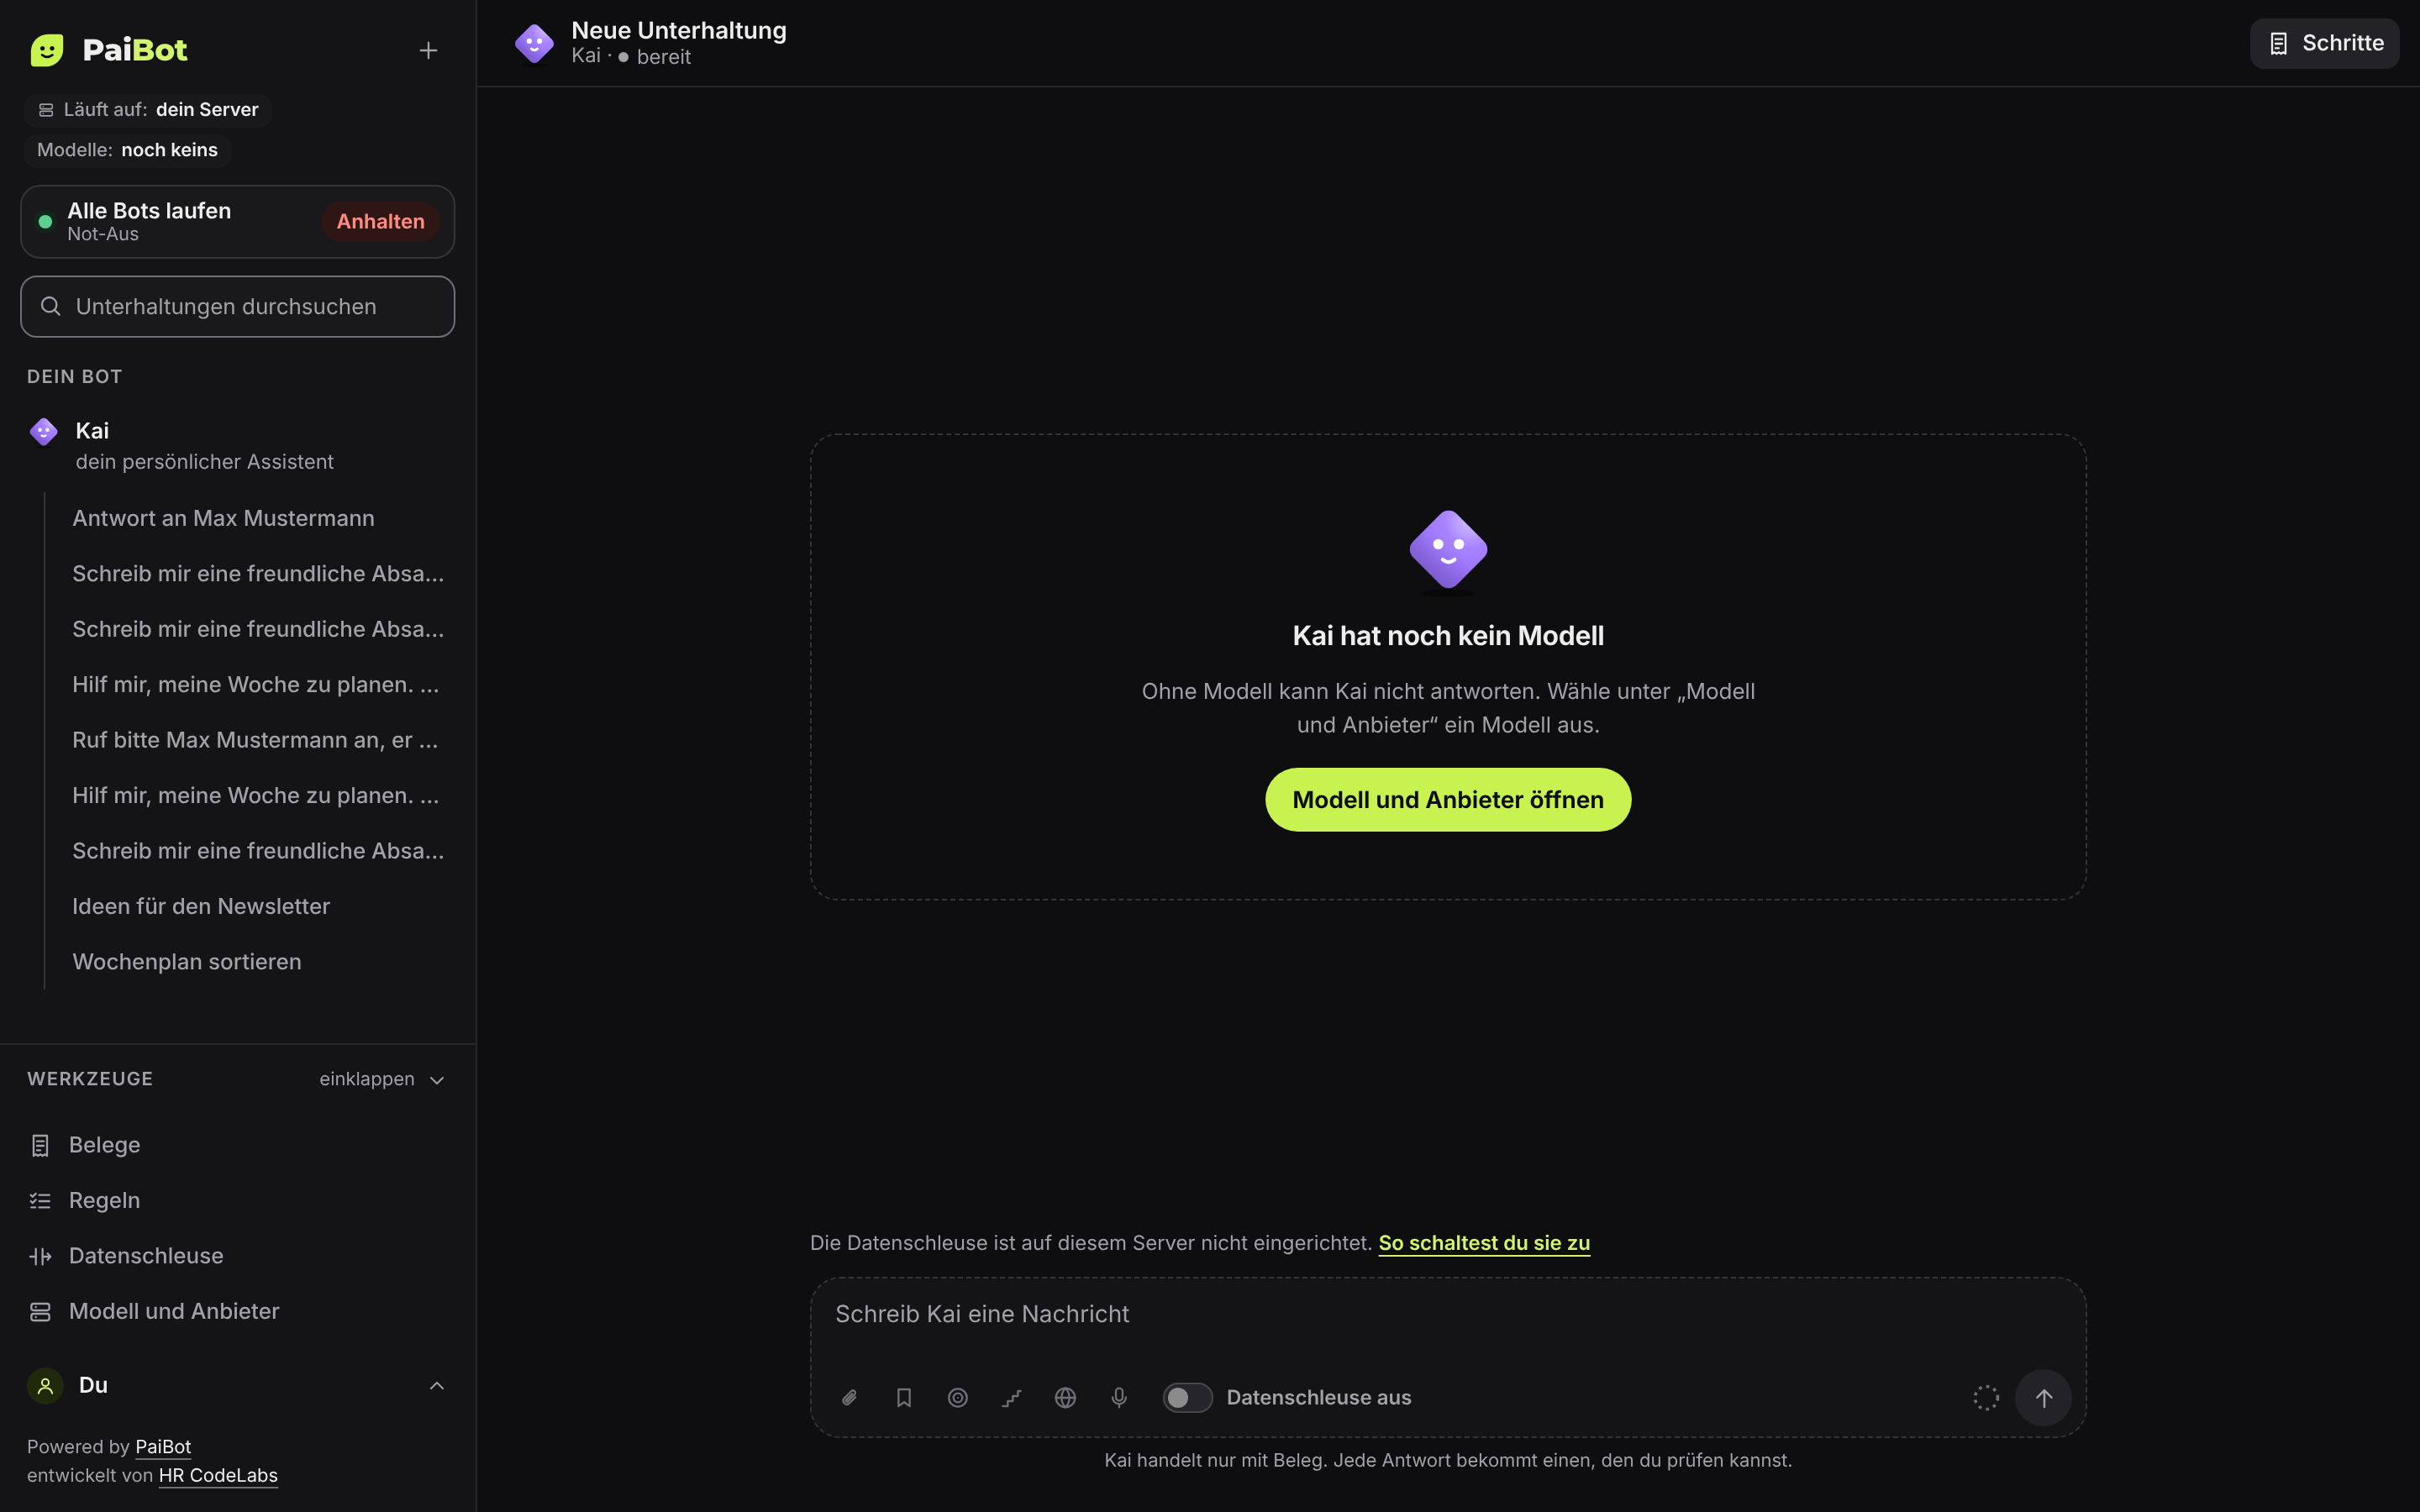 PaiBot
Läuft auf: dein Server
Modelle: noch keins
Alle Bots laufen
Not-Aus
Anhalten
Unterhaltungen durchsuchen
DEIN BOT
Kai
dein persönlicher Assistent
Antwort an Max Mustermann
Schreib mir eine freundliche Absa...
Schreib mir eine freundliche Absa...
Hilf mir, meine Woche zu planen. ...
Ruf bitte Max Mustermann an, er ...
Hilf mir, meine Woche zu planen. ...
Schreib mir eine freundliche Absa...
Ideen für den Newsletter
Wochenplan sortieren
WERKZEUGE
einklappen
Belege
Regeln
Datenschleuse
Modell und Anbieter
Du
Powered by PaiBot
entwickelt von HR CodeLabs
Neue Unterhaltung
Kai · bereit
Schritte
Kai hat noch kein Modell
Ohne Modell kann Kai nicht antworten. Wähle unter „Modell
und Anbieter“ ein Modell aus.
Modell und Anbieter öffnen
Die Datenschleuse ist auf diesem Server nicht eingerichtet. So schaltest du sie zu
Schreib Kai eine Nachricht
Datenschleuse aus
Kai handelt nur mit Beleg. Jede Antwort bekommt einen, den du prüfen kannst.